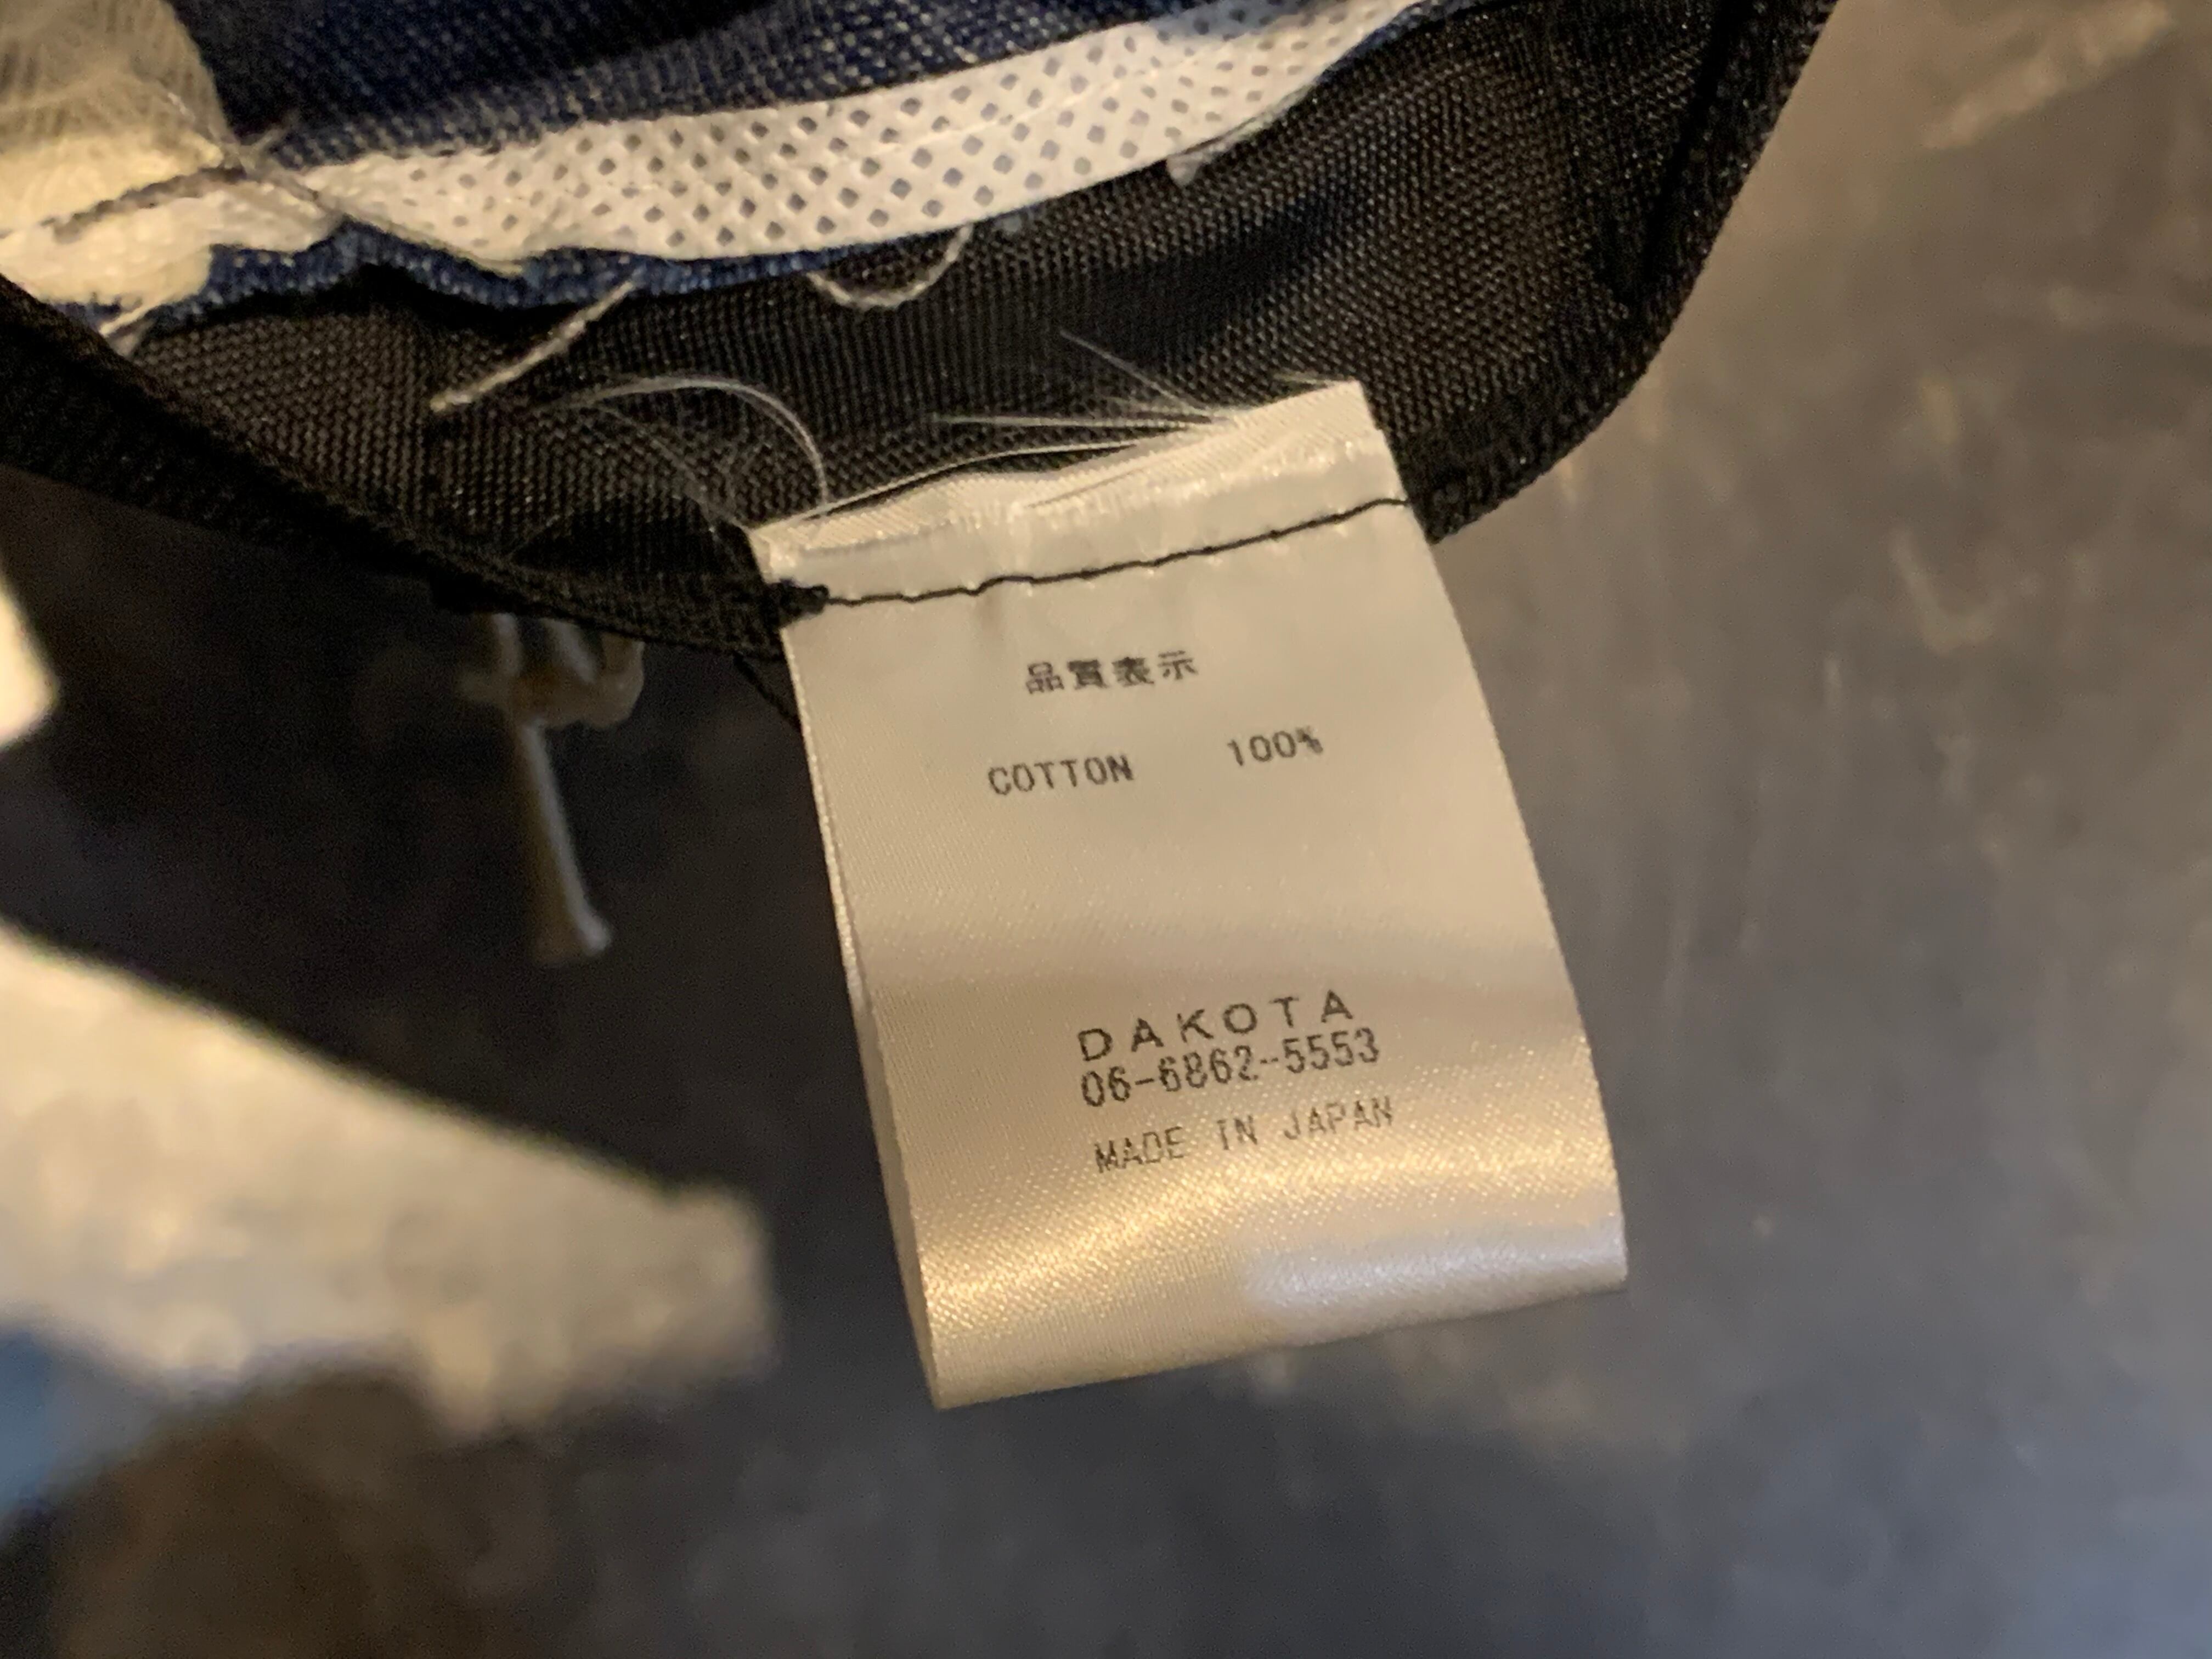 品質表示
COTTON 100%
DAKOTA
06-6862-5553
MADE IN JAPAN